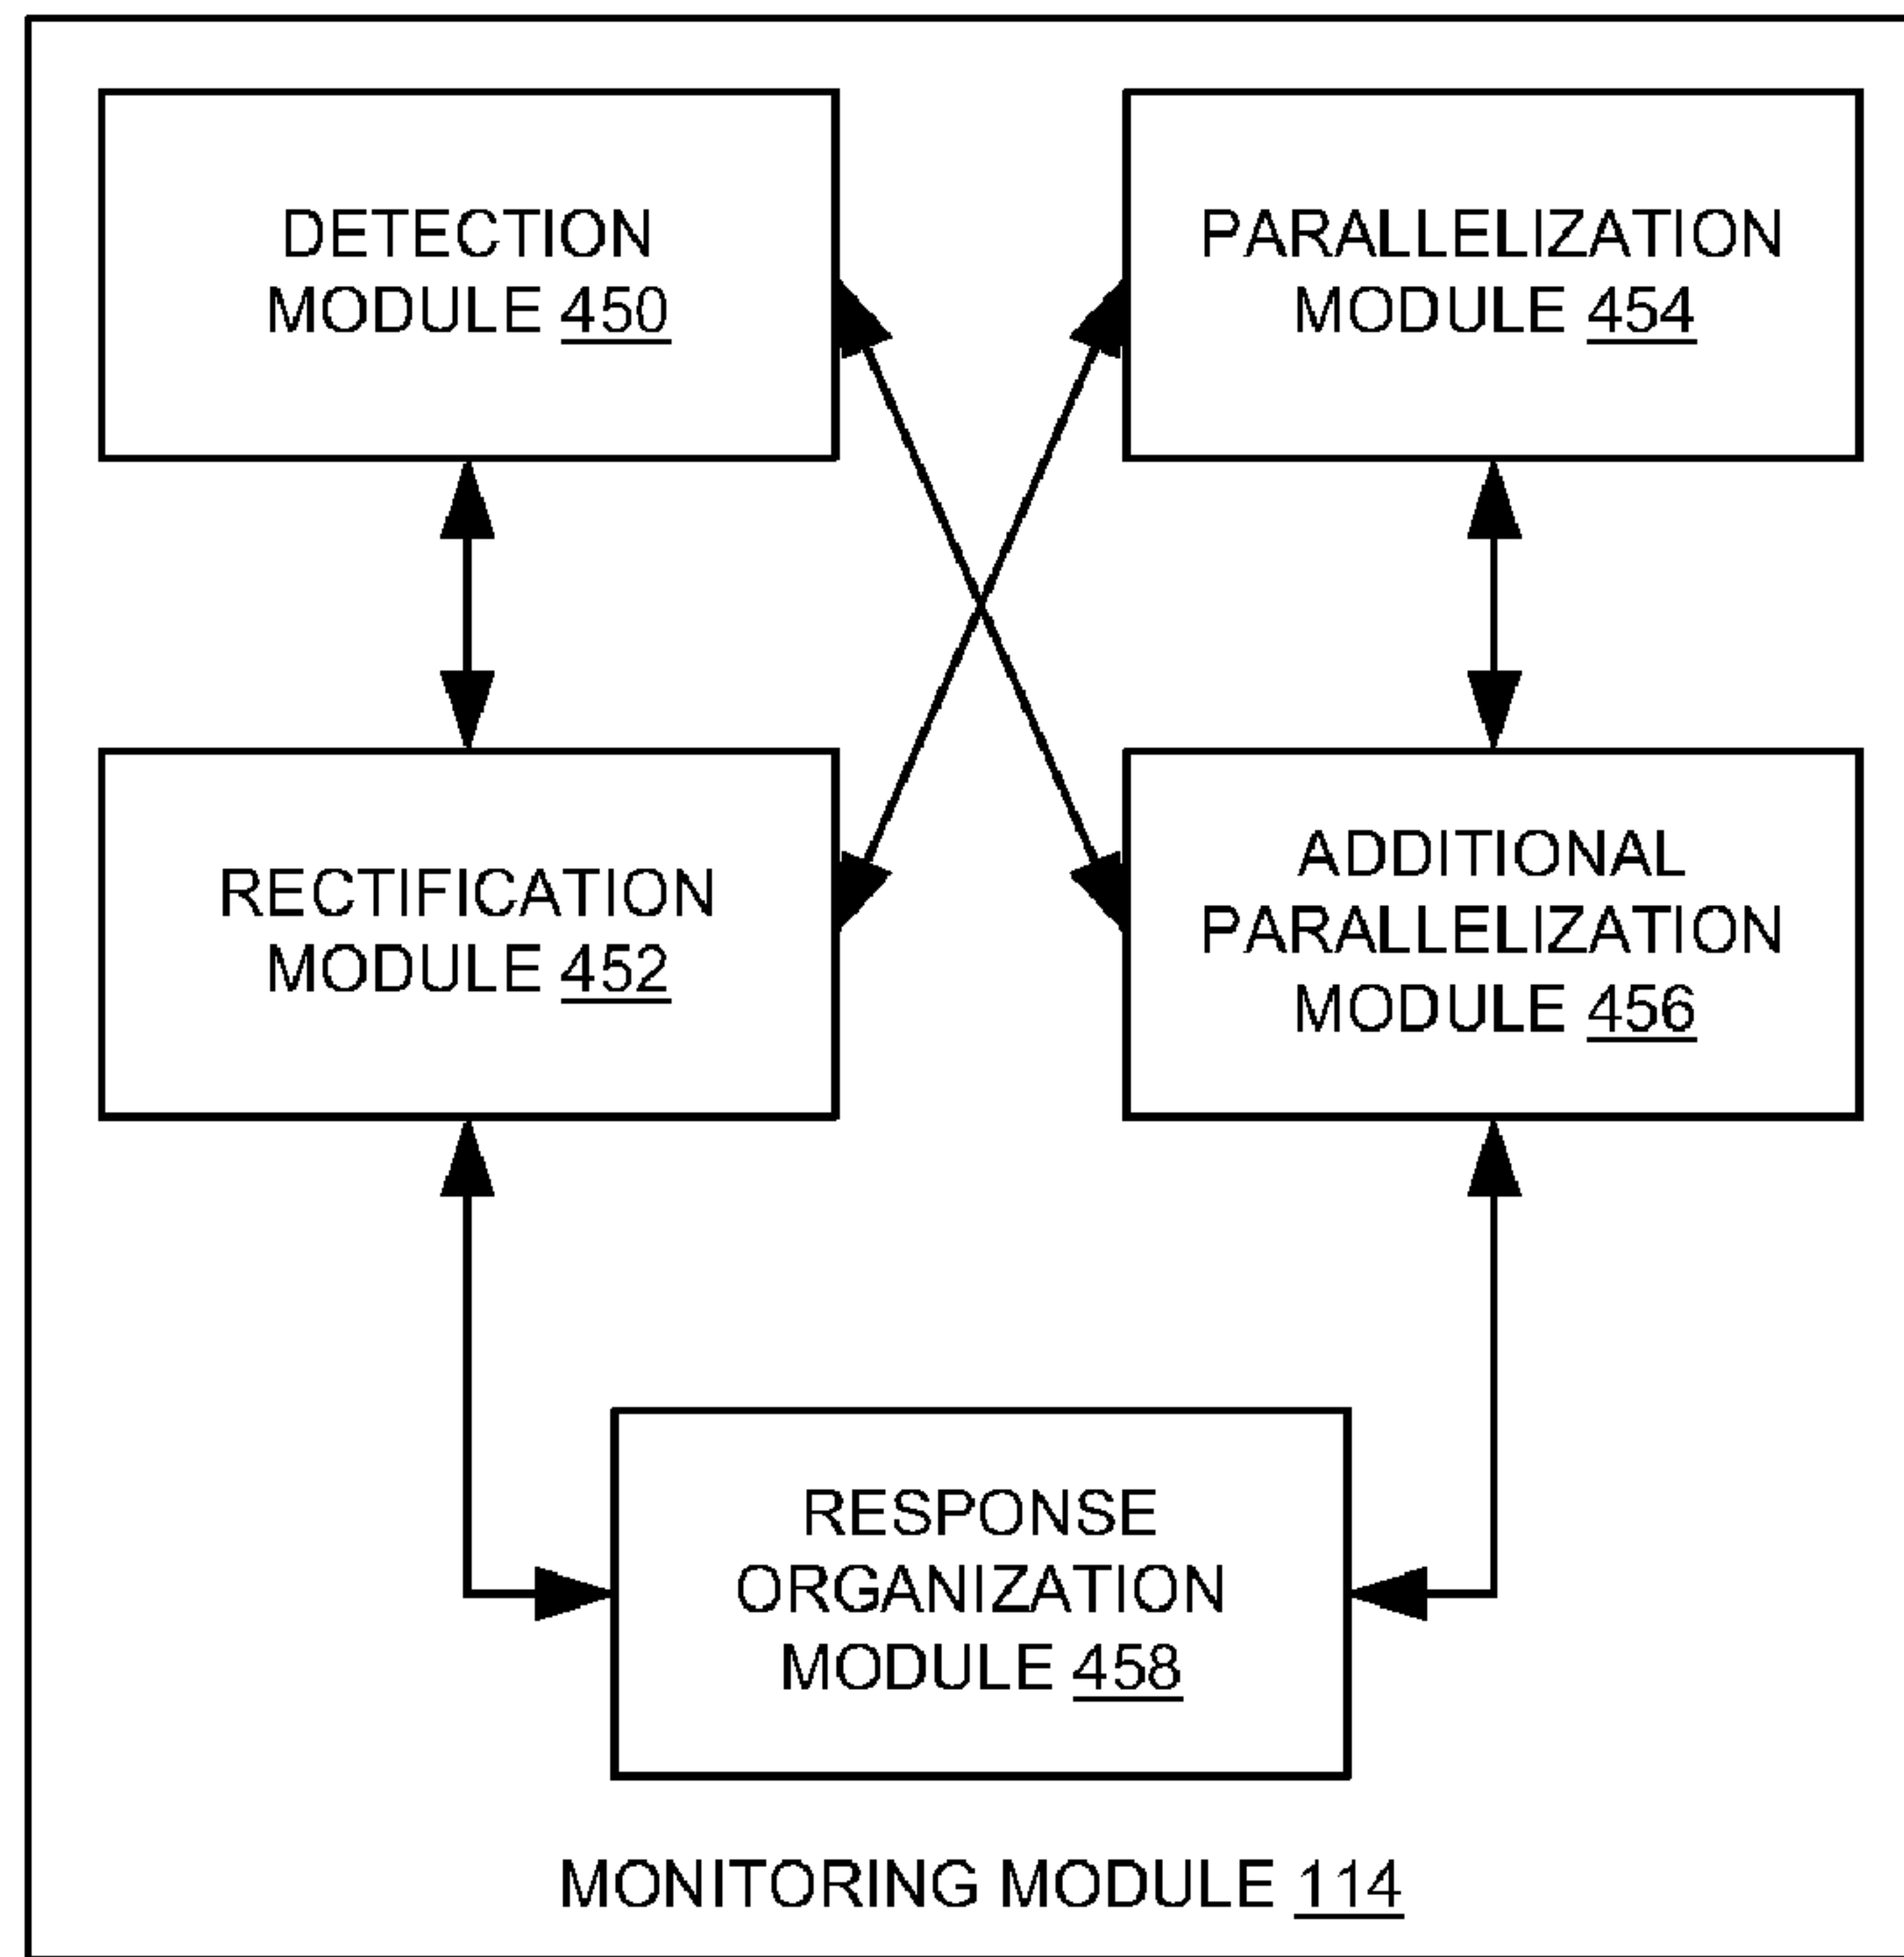 DETECTION
MODULE 450
PARALLELIZATION
MODULE 454
RECTIFICATION
MODULE 452
ADDITIONAL
PARALLELIZATION
MODULE 456
RESPONSE
ORGANIZATION
MODULE 458
MONITORING MODULE 114